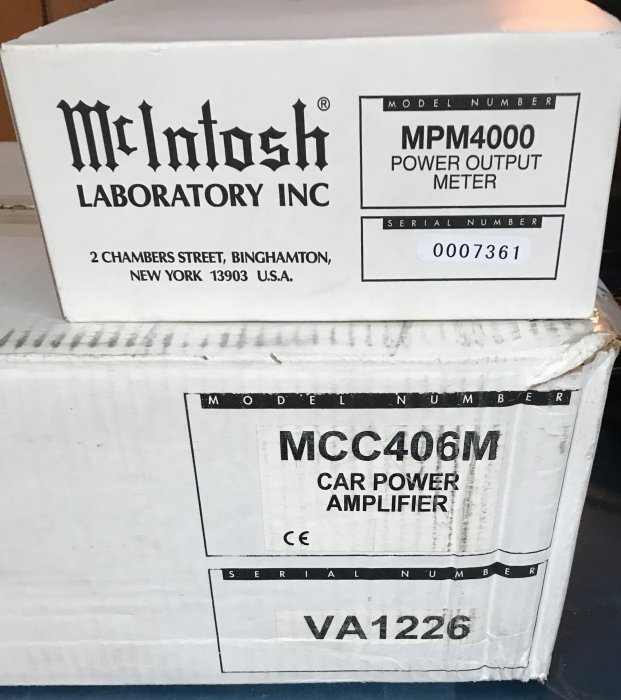 McIntosh®
LABORATORY INC
2 CHAMBERS STREET, BINGHAMTON,
NEW YORK 13903 U.S.A.
MODEL NUMBER
MPM4000
POWER OUTPUT
METER
SERIAL NUMBER
0007361
MODEL NUMBER
MCC406M
CAR POWER
AMPLIFIER
CE
SERIAL NUMBER
VA1226